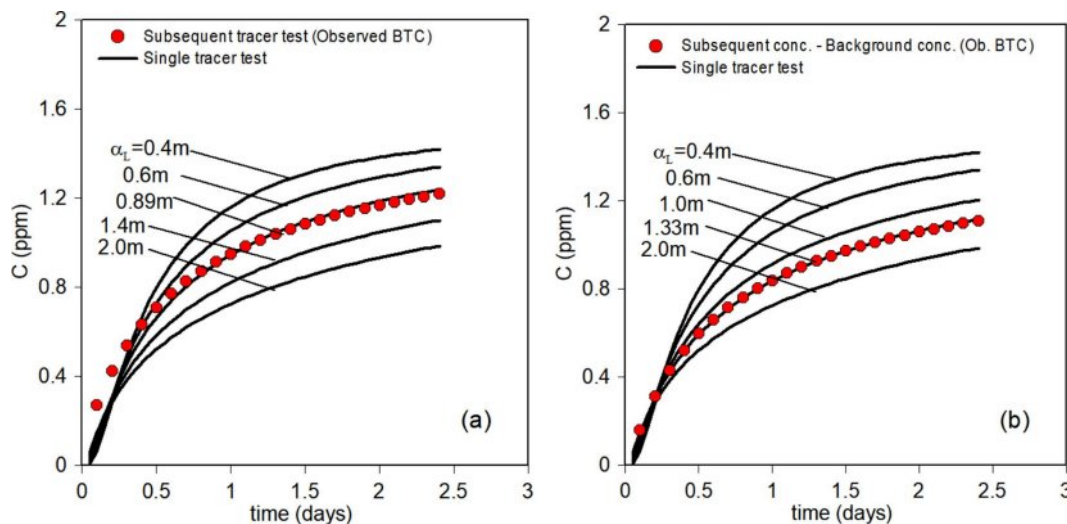 2
Subsequent tracer test (Observed BTC)
Single tracer test
1.6
αL=0.4m
0.6m
1.2
0.89m
1.4m
2.0m
C (ppm)
0.8
0.4
(a)
0
0 0.5 1 1.5 2 2.5 3
time (days)
2
Subsequent conc. - Background conc. (Ob. BTC)
Single tracer test
1.6
αL=0.4m
0.6m
1.2
1.0m
1.33m
2.0m
C (ppm)
0.8
0.4
(b)
0
0 0.5 1 1.5 2 2.5 3
time (days)